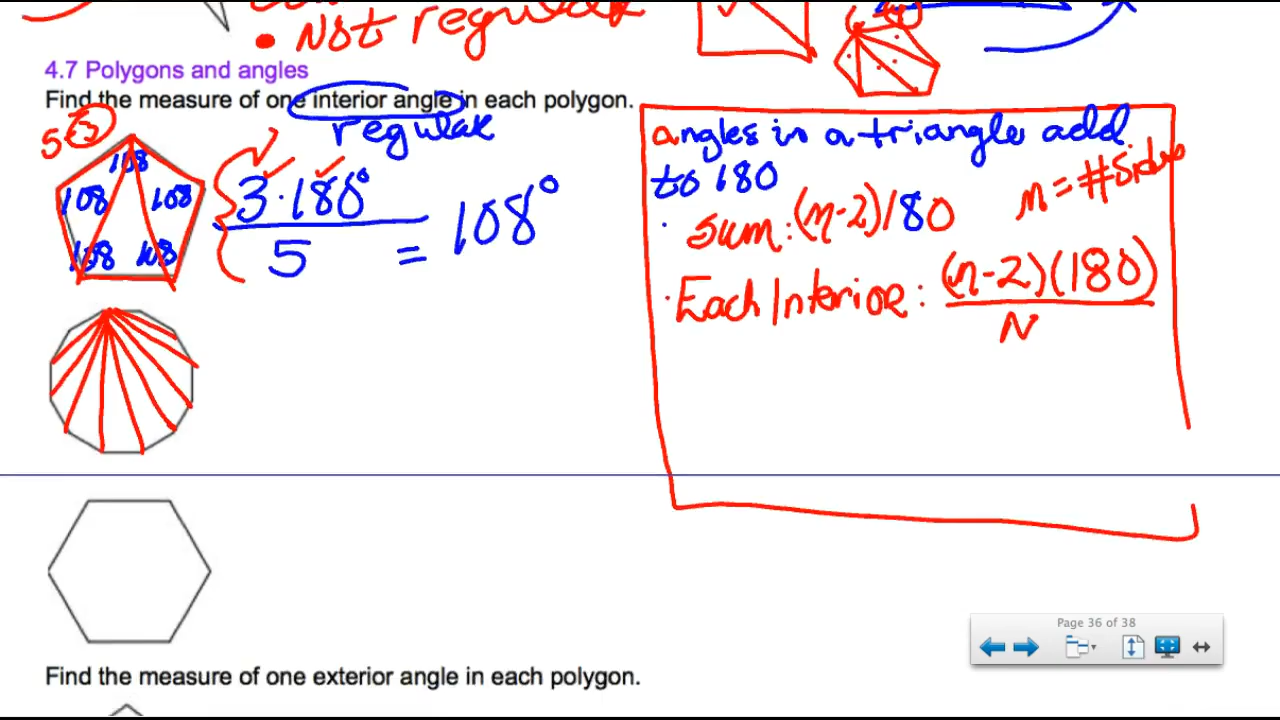 • Not regular
4.7 Polygons and angles
Find the measure of one interior angle in each polygon.
regular
angles in a triangle add
to 180
n = # Sides
sum: (n-2)180
Each Interior: (n-2)(180)
N
5
3
108
108 108
108 108
3·180°
5
= 108°
Page 36 of 38
Find the measure of one exterior angle in each polygon.